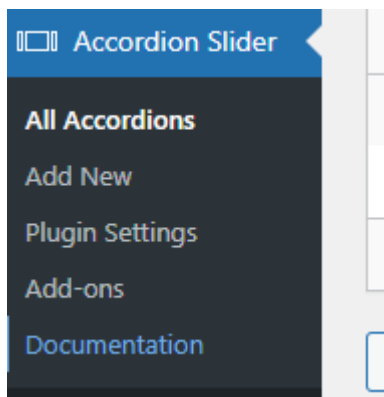 Accordion Slider
All Accordions
Add New
Plugin Settings
Add-ons
Documentation